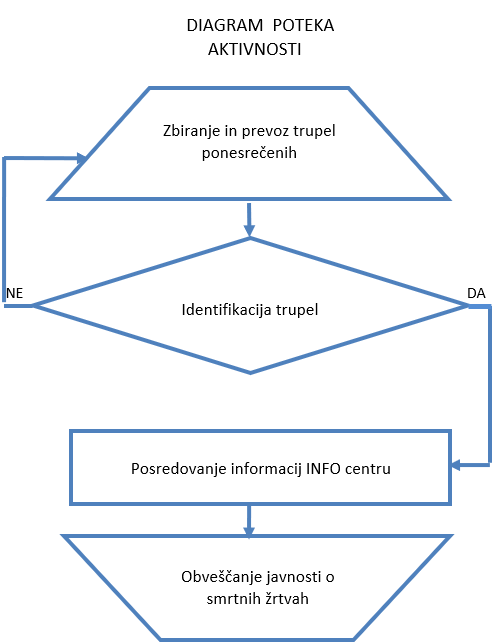 DIAGRAM POTEKA
AKTIVNOSTI
Zbiranje in prevoz trupel
ponesrečenih
NE
DA
Identifikacija trupel
Posredovanje informacij INFO centru
Obveščanje javnosti o
smrtnih žrtvah